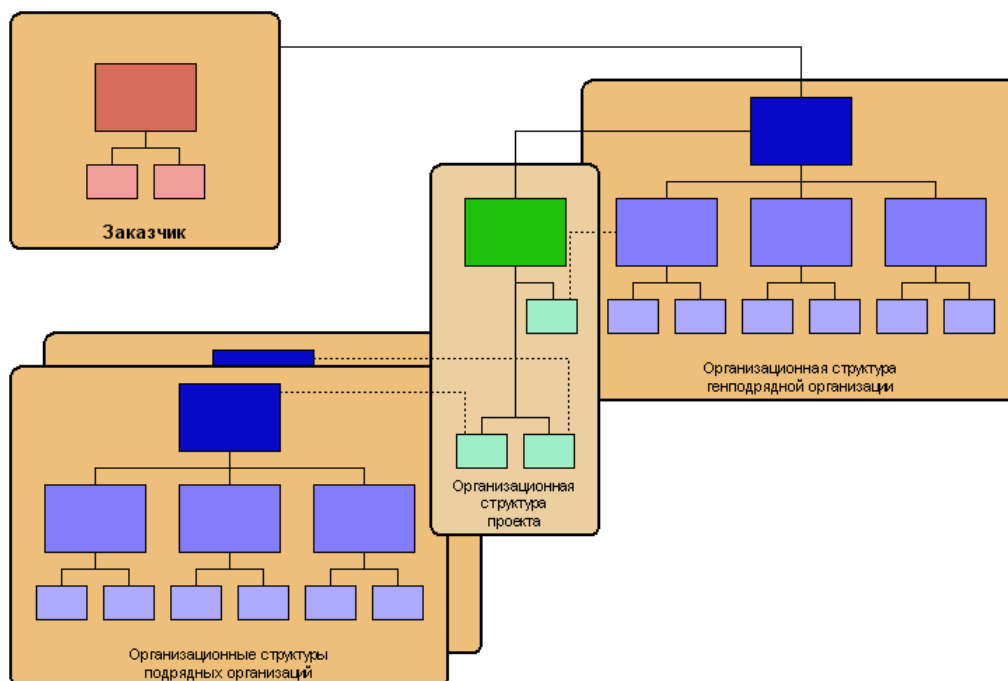 Заказчик
Организационная структура
генподрядной организации
Организационная
структура
проекта
Организационные структуры
подрядных организаций